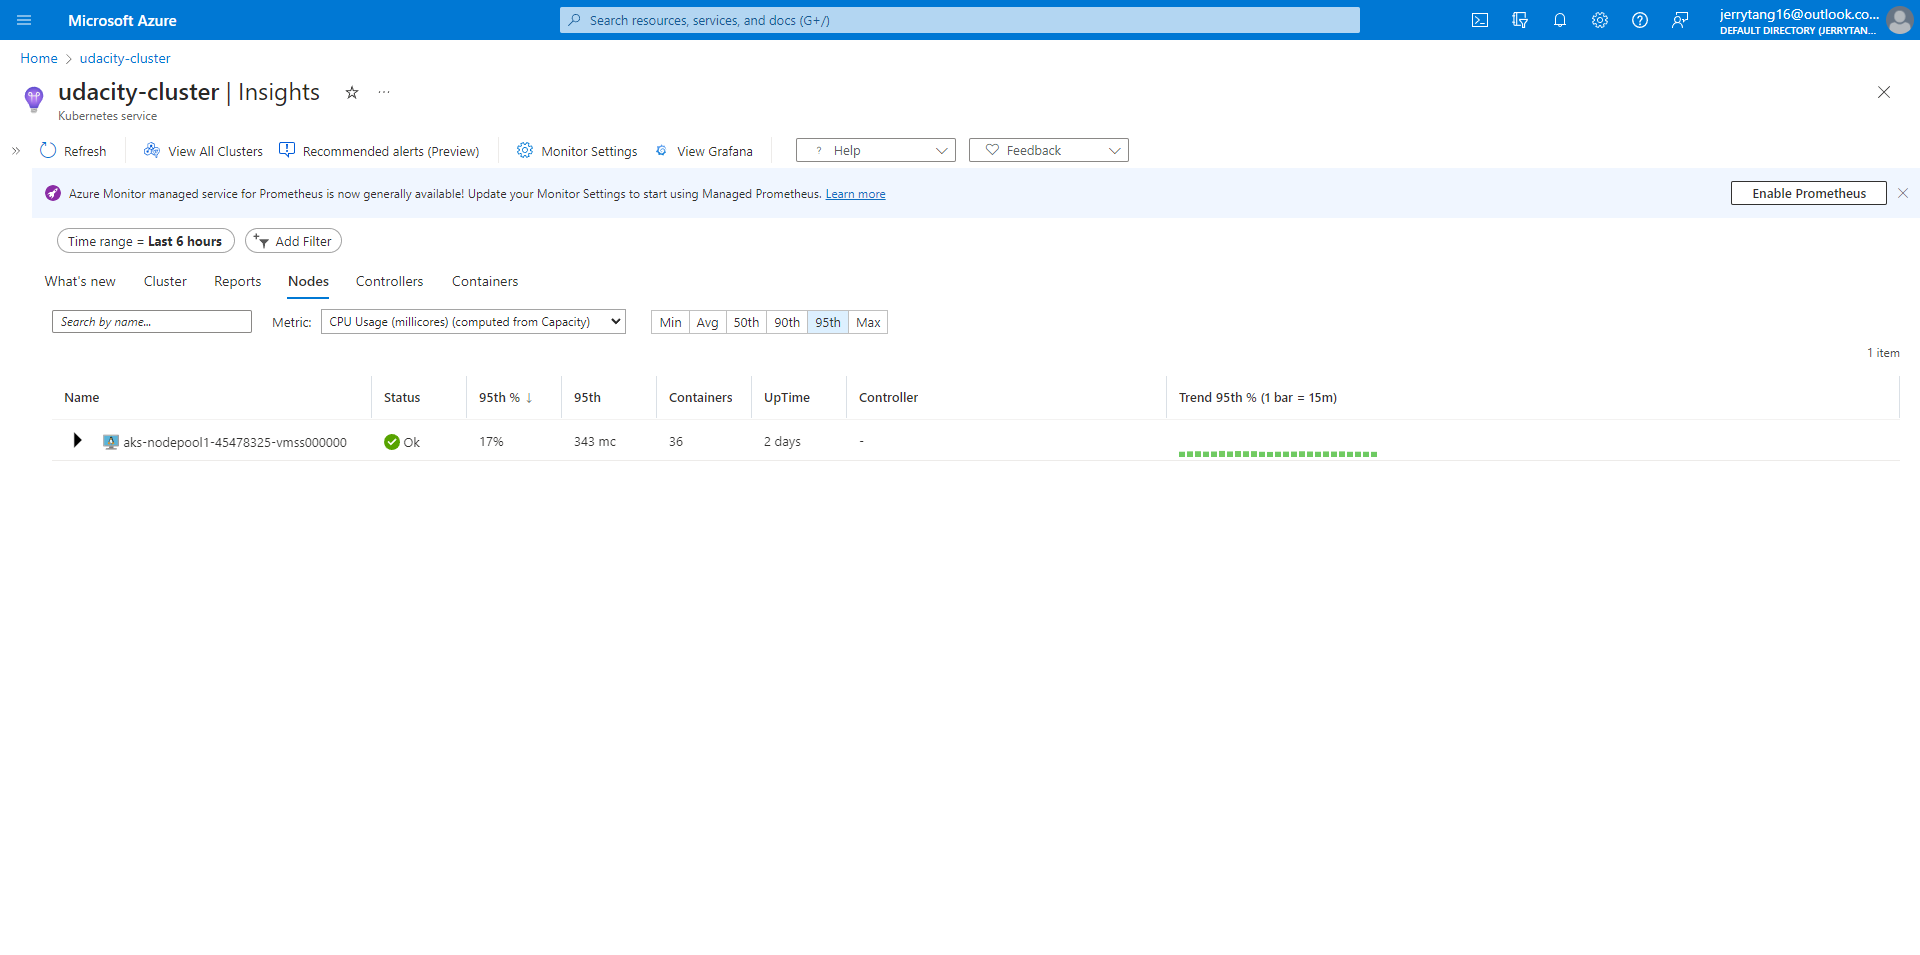 Microsoft Azure
Search resources, services, and docs (G+/)
jerrytang16@outlook.co...
DEFAULT DIRECTORY (JERRYTAN...
Home > udacity-cluster
udacity-cluster | Insights
Kubernetes service
Refresh View All Clusters Recommended alerts (Preview) Monitor Settings View Grafana ? Help Feedback
Azure Monitor managed service for Prometheus is now generally available! Update your Monitor Settings to start using Managed Prometheus. Learn more Enable Prometheus
Time range = Last 6 hours Add Filter
What's new Cluster Reports Nodes Controllers Containers
Search by name... Metric: CPU Usage (millicores) (computed from Capacity) Min Avg 50th 90th 95th Max
1 item
Name Status 95th % ↓ 95th Containers UpTime Controller Trend 95th % (1 bar = 15m)
aks-nodepool1-45478325-vmss000000 Ok 17% 343 mc 36 2 days -